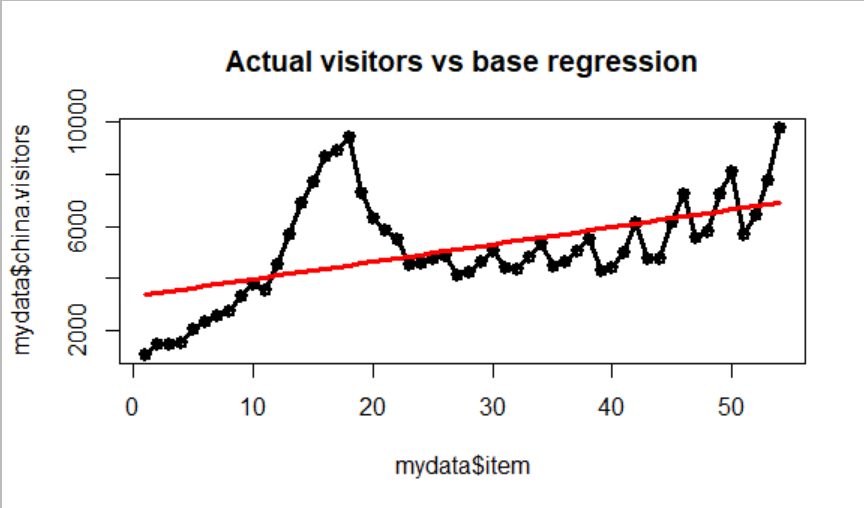 Actual visitors vs base regression
mydata$china.visitors
10000
6000
2000
0 10 20 30 40 50
mydata$item